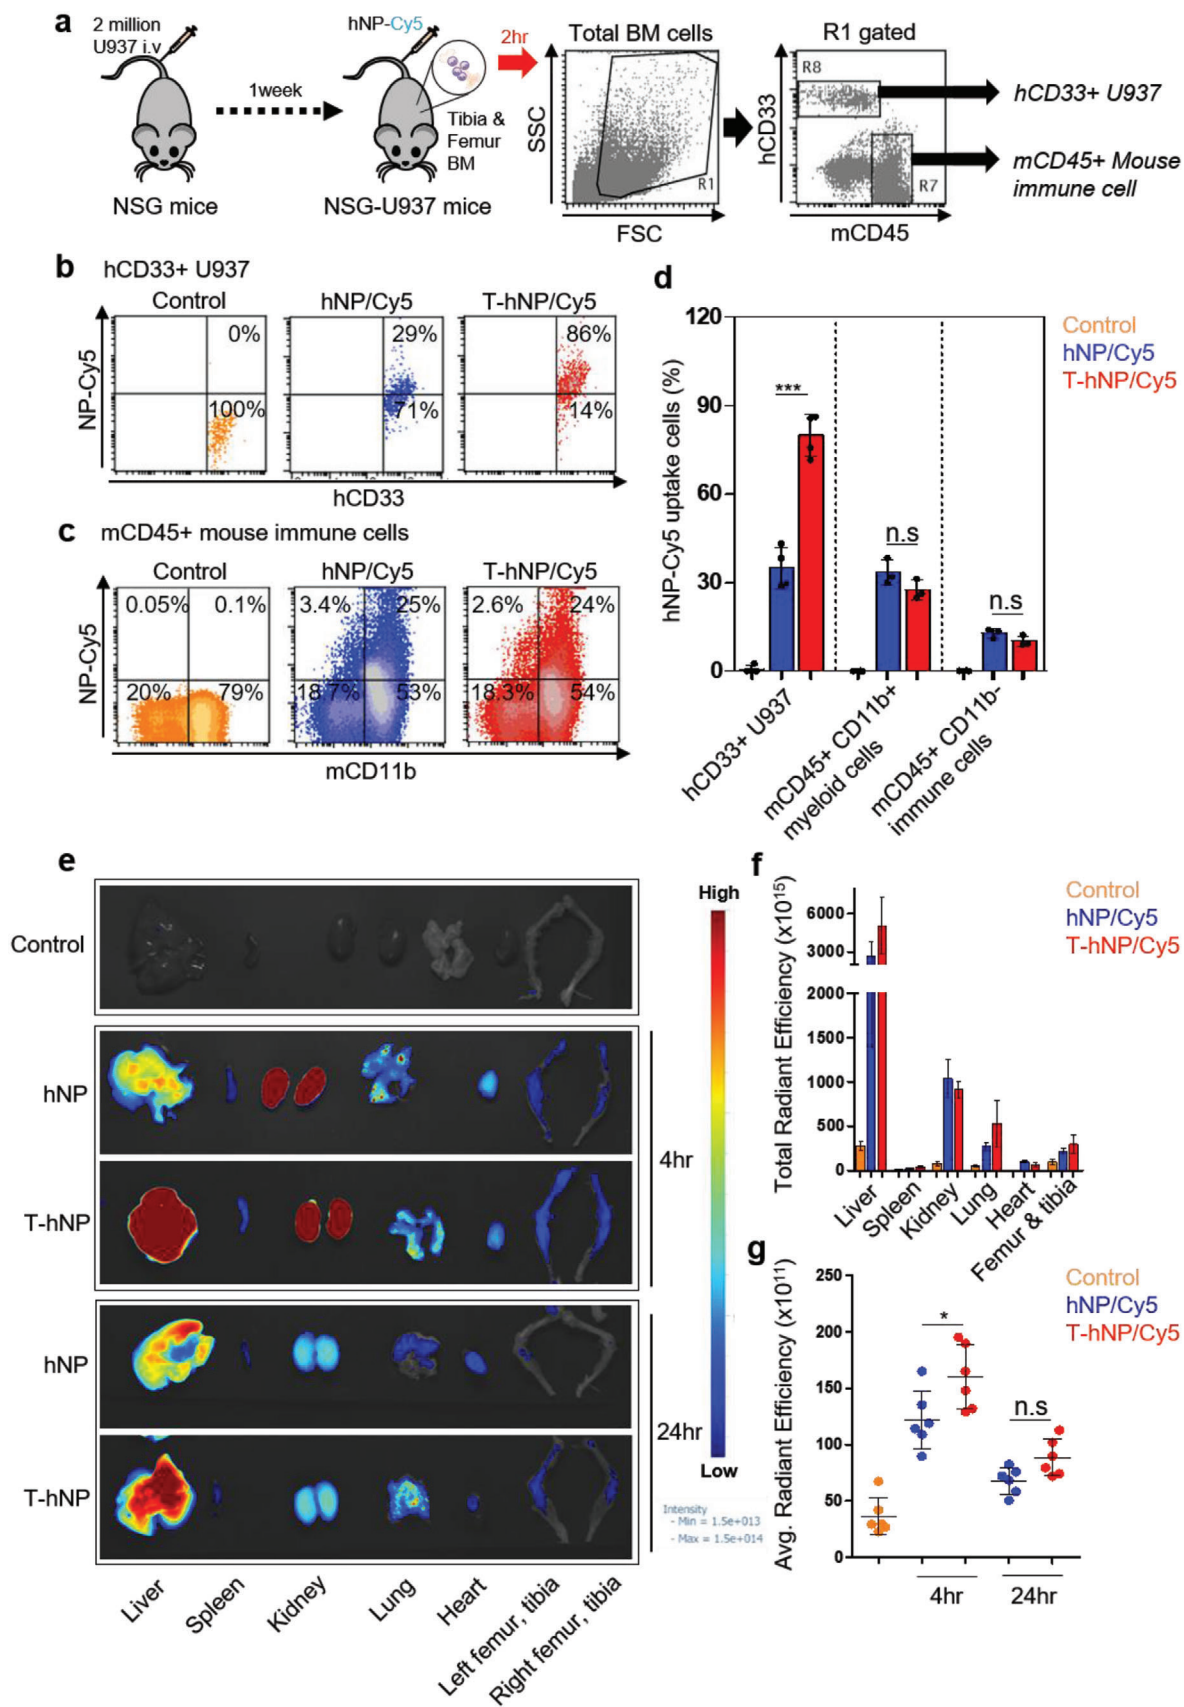 a
2 million
U937 i.v
1week
NSG mice
hNP-Cy5
Tibia &
Femur
BM
NSG-U937 mice
2hr
Total BM cells
SSC
R1
FSC
R1 gated
hCD33
R8
R7
mCD45
hCD33+ U937
mCD45+ Mouse
immune cell
b
hCD33+ U937
Control
hNP/Cy5
T-hNP/Cy5
NP-Cy5
0%
100%
29%
71%
86%
14%
hCD33
c
mCD45+ mouse immune cells
Control
hNP/Cy5
T-hNP/Cy5
NP-Cy5
0.05%
0.1%
20%
79%
3.4%
25%
18.7%
53%
2.6%
24%
18.3%
54%
mCD11b
d
Control
hNP/Cy5
T-hNP/Cy5
hNP-Cy5 uptake cells (%)
120
90
60
30
0
***
n.s
n.s
hCD33+ U937
mCD45+ CD11b+
myeloid cells
mCD45+ CD11b-
immune cells
e
Control
hNP
T-hNP
4hr
hNP
T-hNP
24hr
High
Low
Intensity
- Min = 1.5e+013
- Max = 1.5e+014
Liver
Spleen
Kidney
Lung
Heart
Left femur, tibia
Right femur, tibia
f
Control
hNP/Cy5
T-hNP/Cy5
Total Radiant Efficiency (x10¹⁵)
6000
3000
2000
1500
1000
500
0
Liver
Spleen
Kidney
Lung
Heart
Femur & tibia
g
Control
hNP/Cy5
T-hNP/Cy5
Avg. Radiant Efficiency (x10¹¹)
250
200
150
100
50
0
*
n.s
4hr
24hr